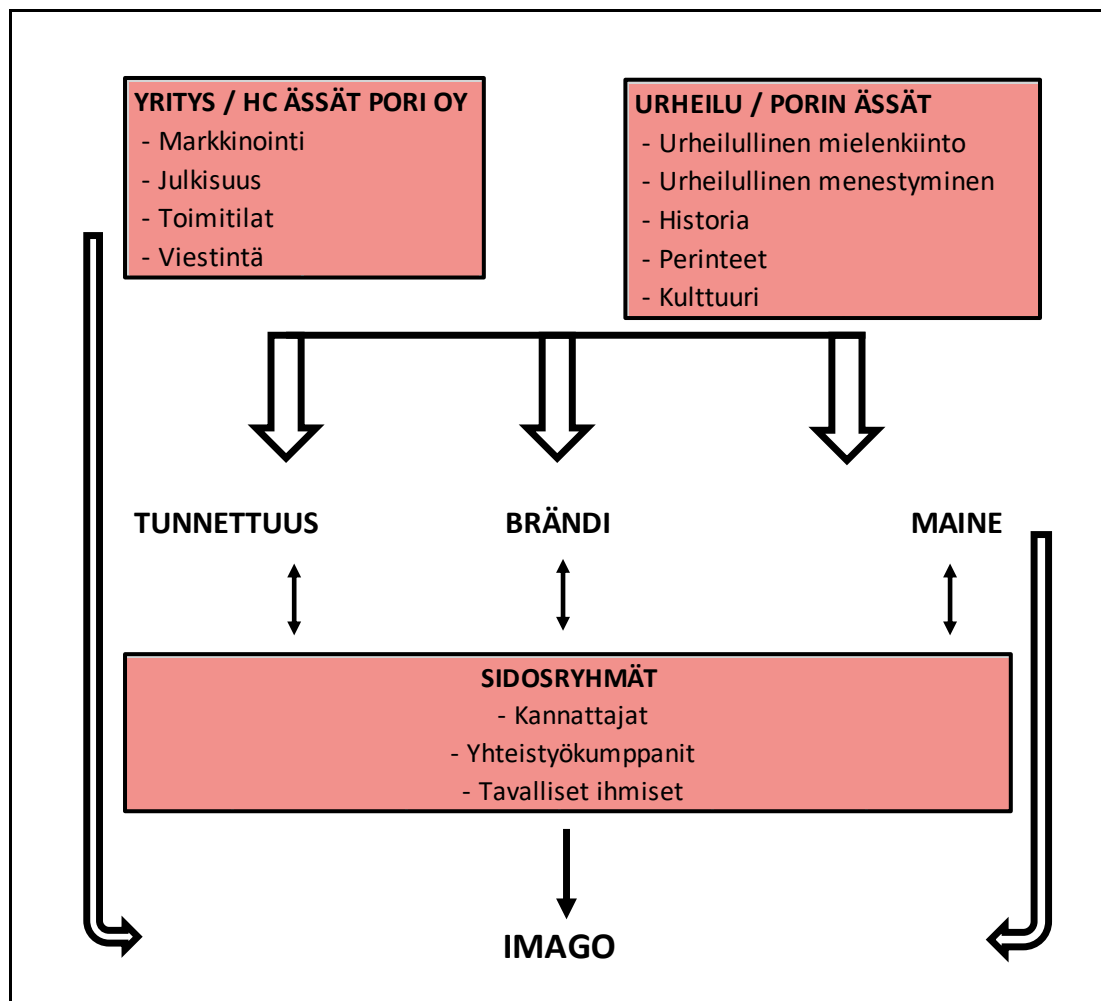 YRITYS / HC ÄSSÄT PORI OY
- Markkinointi
- Julkisuus
- Toimitilat
- Viestintä
URHEILU / PORIN ÄSSÄT
- Urheilullinen mielenkiinto
- Urheilullinen menestyminen
- Historia
- Perinteet
- Kulttuuri
TUNNETTUUS
BRÄNDI
MAINE
SIDOSRYHMÄT
- Kannattajat
- Yhteistyökumppanit
- Tavalliset ihmiset
IMAGO